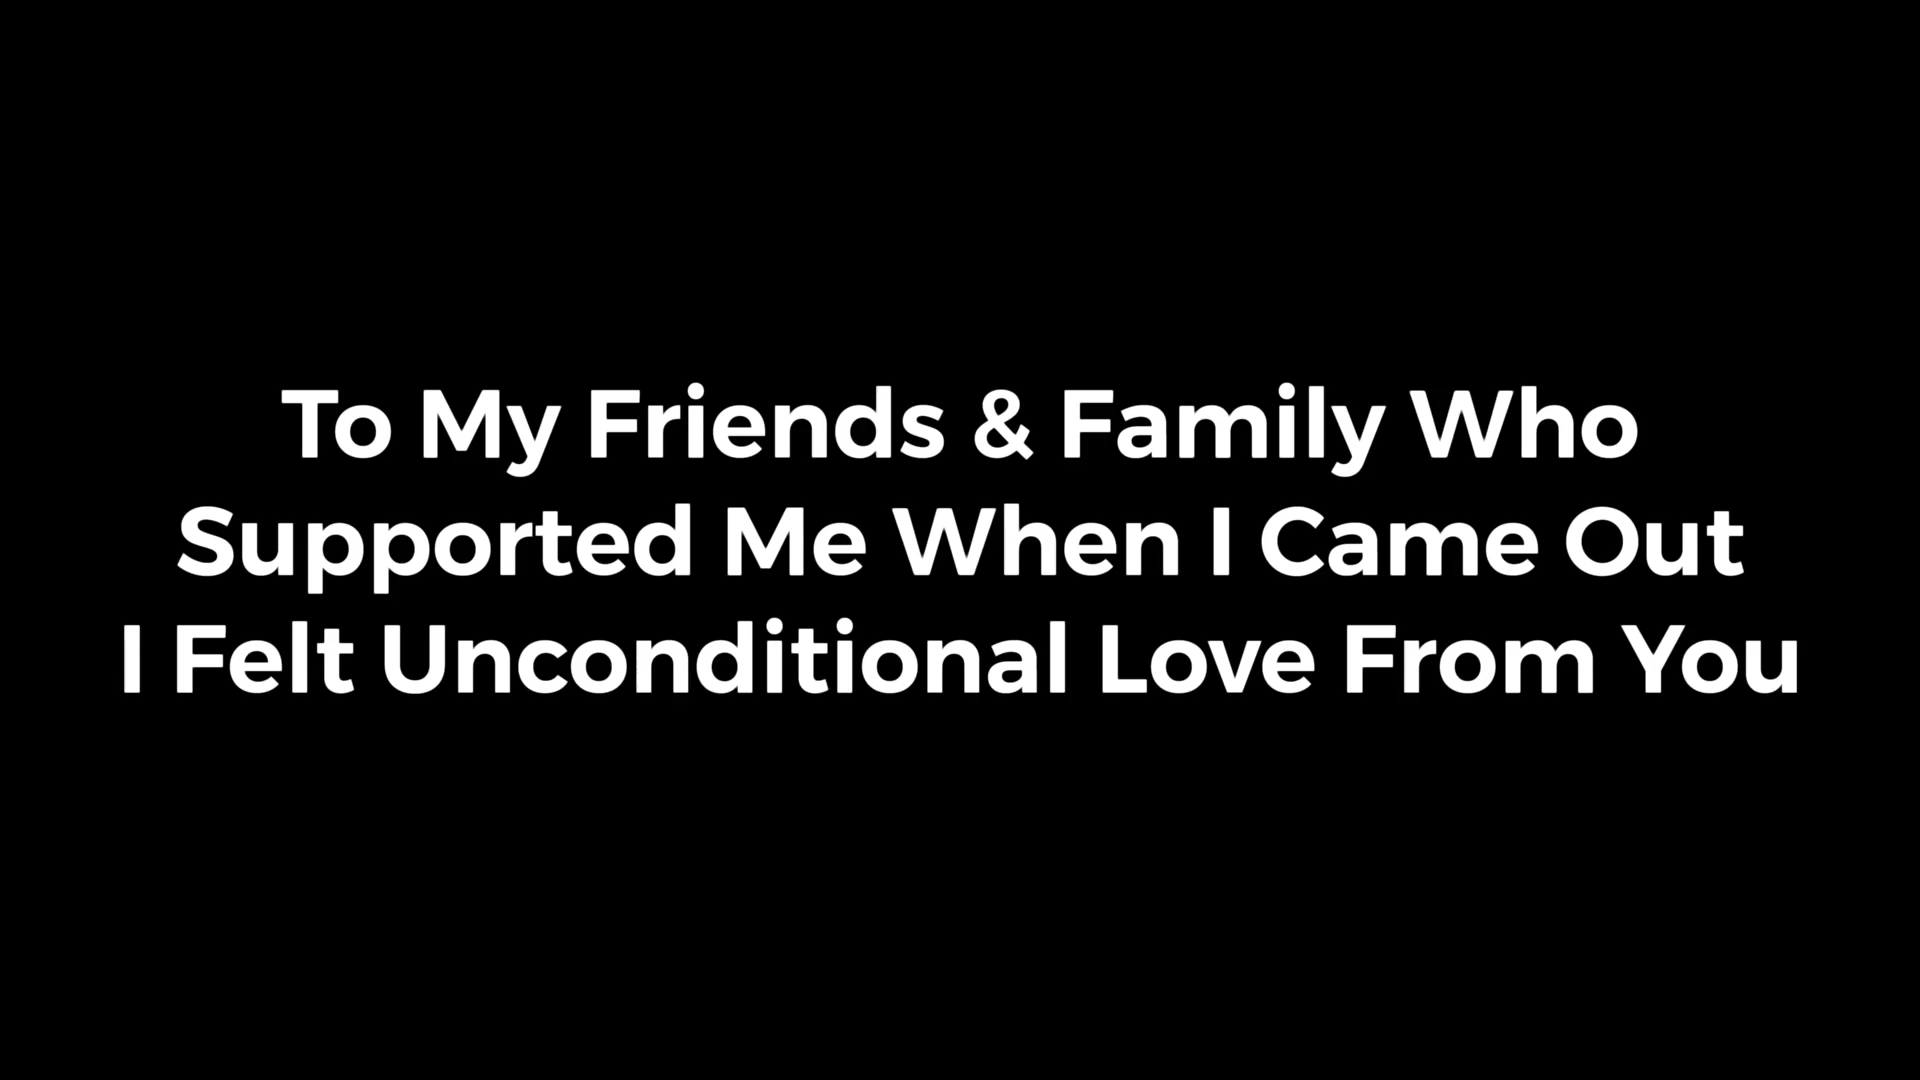 To My Friends & Family Who
Supported Me When I Came Out
I Felt Unconditional Love From You